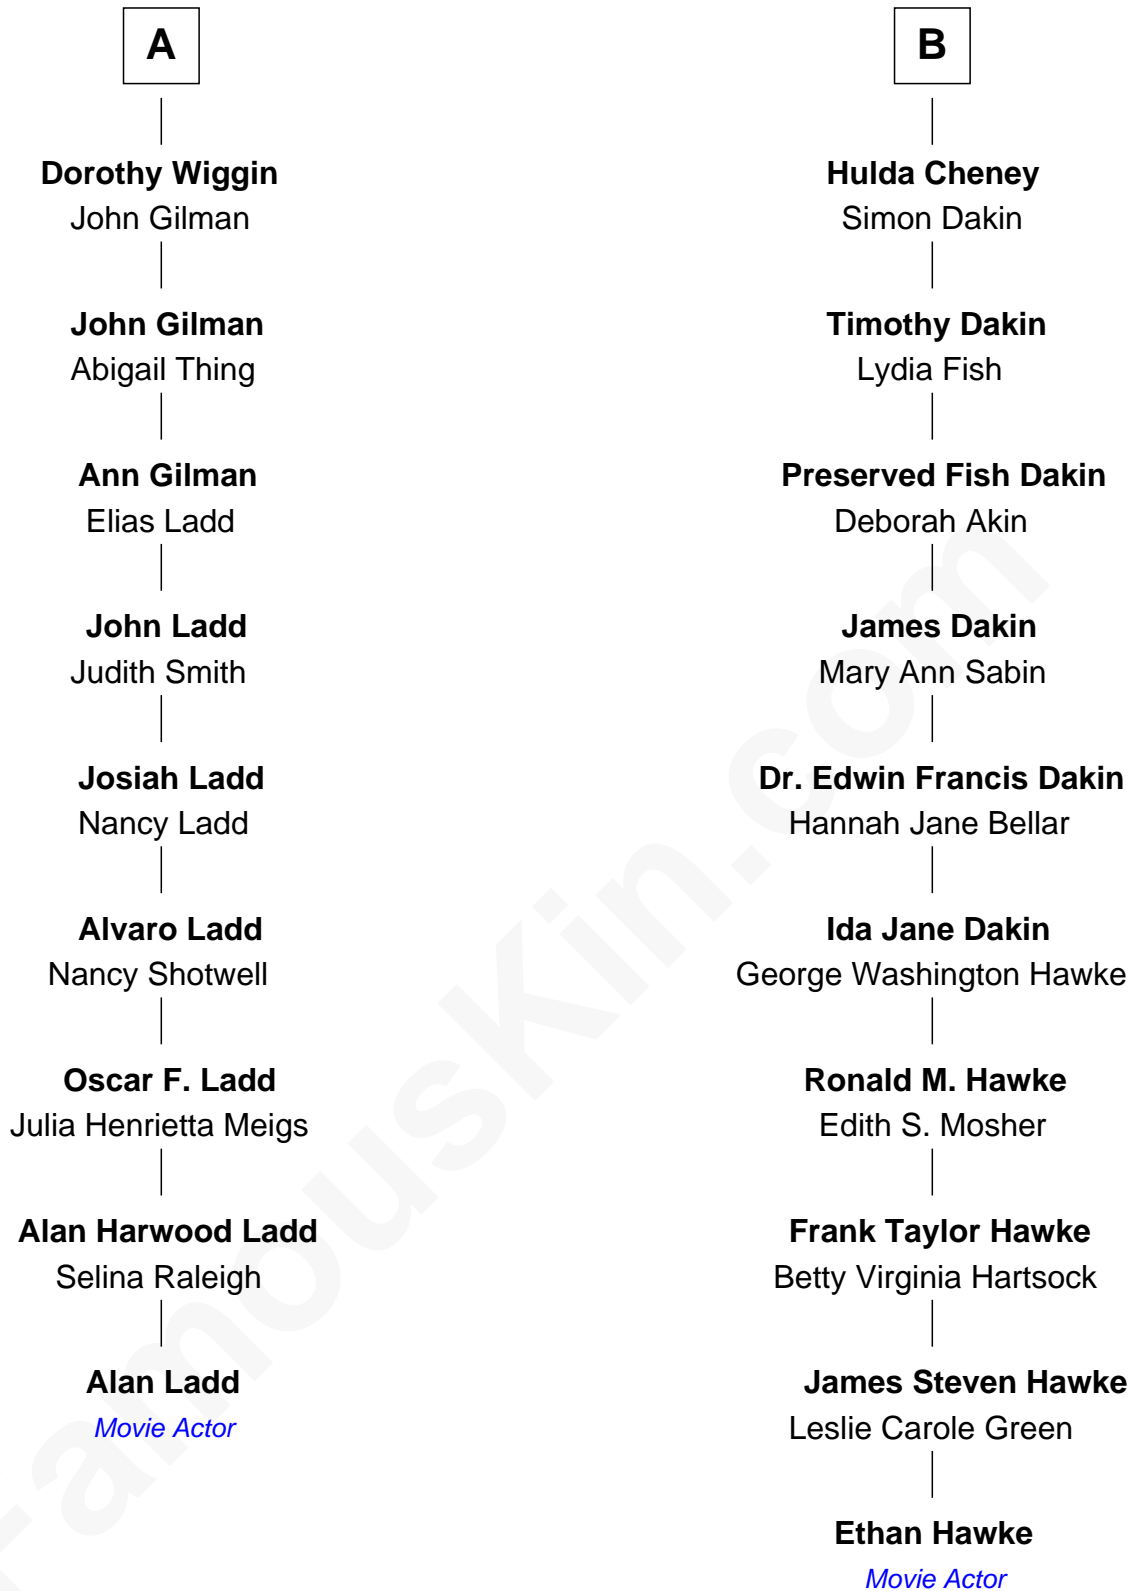 A
Dorothy Wiggin
John Gilman
John Gilman
Abigail Thing
Ann Gilman
Elias Ladd
John Ladd
Judith Smith
Josiah Ladd
Nancy Ladd
Alvaro Ladd
Nancy Shotwell
Oscar F. Ladd
Julia Henrietta Meigs
Alan Harwood Ladd
Selina Raleigh
Alan Ladd
Movie Actor
B
Hulda Cheney
Simon Dakin
Timothy Dakin
Lydia Fish
Preserved Fish Dakin
Deborah Akin
James Dakin
Mary Ann Sabin
Dr. Edwin Francis Dakin
Hannah Jane Bellar
Ida Jane Dakin
George Washington Hawke
Ronald M. Hawke
Edith S. Mosher
Frank Taylor Hawke
Betty Virginia Hartsock
James Steven Hawke
Leslie Carole Green
Ethan Hawke
Movie Actor
FamousKin.com